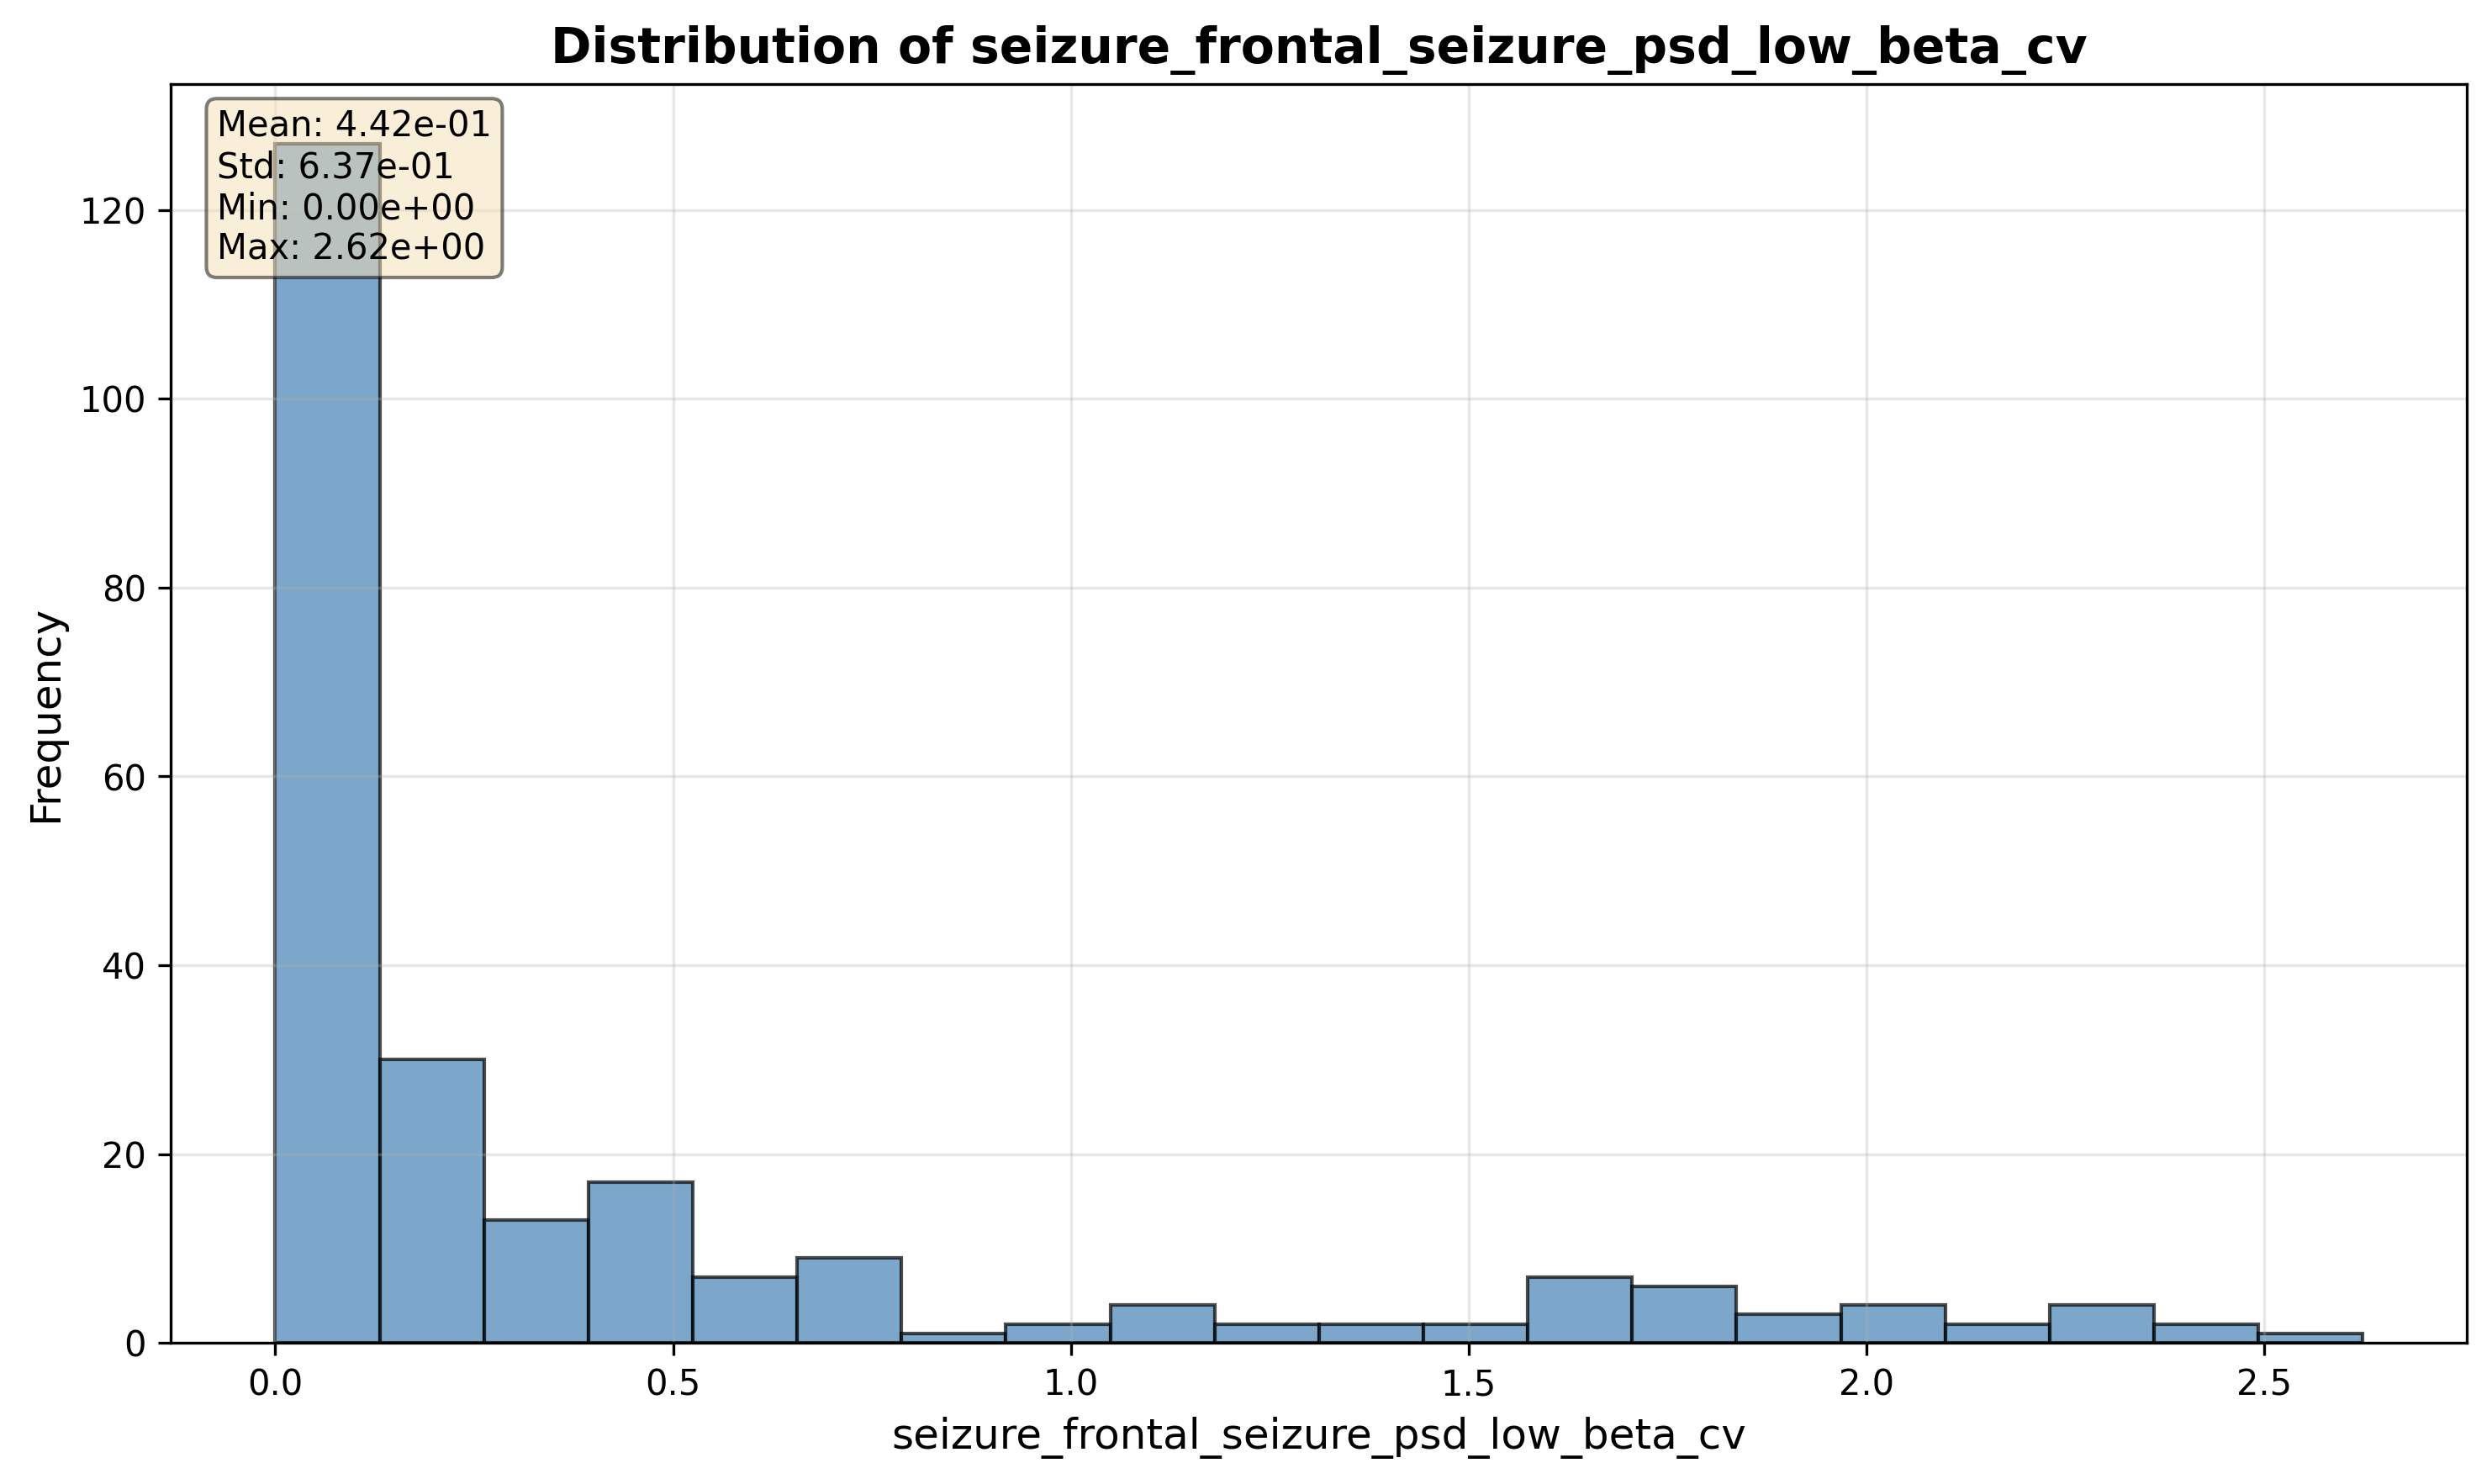 Distribution of seizure_frontal_seizure_psd_low_beta_cv
Mean: 4.42e-01
Std: 6.37e-01
Min: 0.00e+00
Max: 2.62e+00
120
100
80
60
40
20
0
Frequency
0.0 0.5 1.0 1.5 2.0 2.5
seizure_frontal_seizure_psd_low_beta_cv